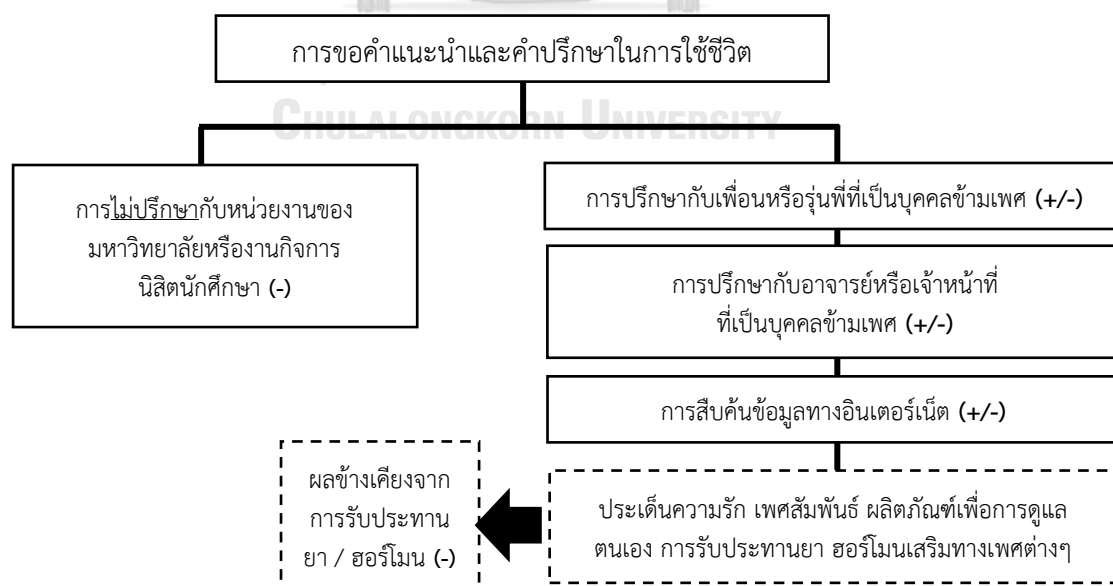 การขอคำแนะนำและคำปรึกษาในการใช้ชีวิต
CHULALONGKORN UNIVERSITY
การไม่ปรึกษากับหน่วยงานของ
มหาวิทยาลัยหรืองานกิจการ
นิสิตนักศึกษา (-)
การปรึกษากับเพื่อนหรือรุ่นพี่ที่เป็นบุคคลข้ามเพศ (+/-)
การปรึกษากับอาจารย์หรือเจ้าหน้าที่
ที่เป็นบุคคลข้ามเพศ (+/-)
การสืบค้นข้อมูลทางอินเตอร์เน็ต (+/-)
ผลข้างเคียงจาก
การรับประทาน
ยา / ฮอร์โมน (-)
ประเด็นความรัก เพศสัมพันธ์ ผลิตภัณฑ์เพื่อการดูแล
ตนเอง การรับประทานยา ฮอร์โมนเสริมทางเพศต่างๆ